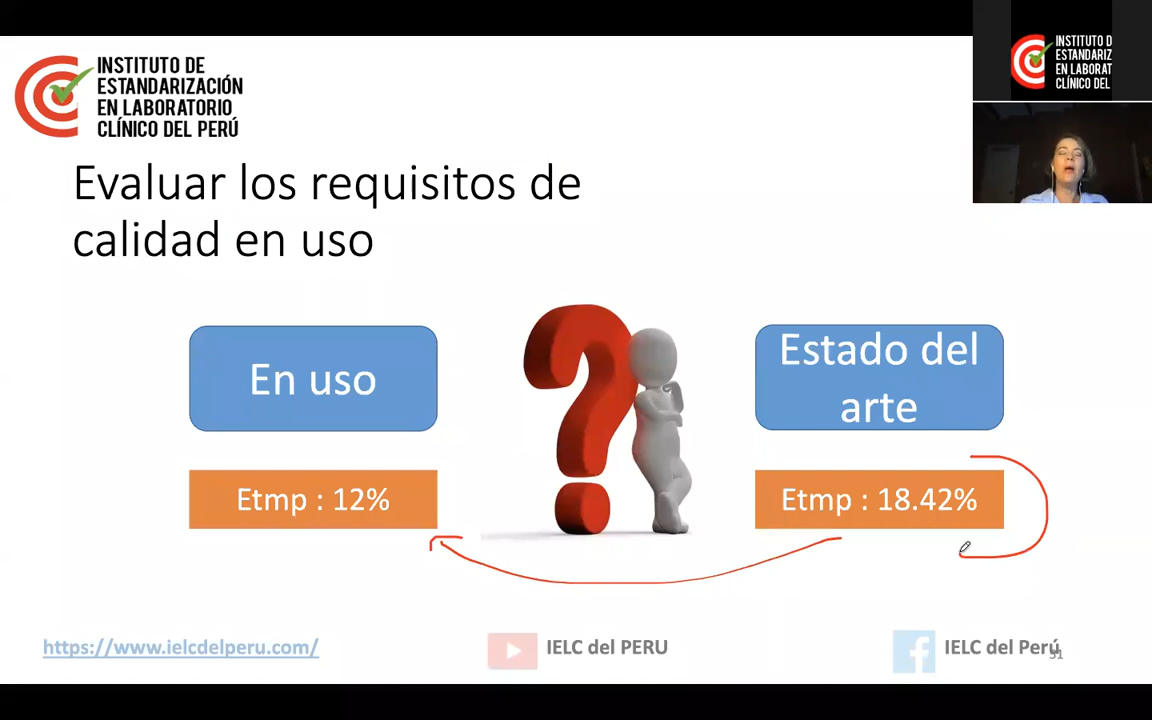 INSTITUTO DE
ESTANDARIZACIÓN
EN LABORATORIO
CLÍNICO DEL PERÚ
INSTITUTO D
ESTANDARIZ
EN LABORAT
CLÍNICO DEL
Evaluar los requisitos de
calidad en uso
En uso
Estado del
arte
Etmp : 12%
Etmp : 18.42%
https://www.ielcdelperu.com/
IELC del PERU
IELC del Perú
31